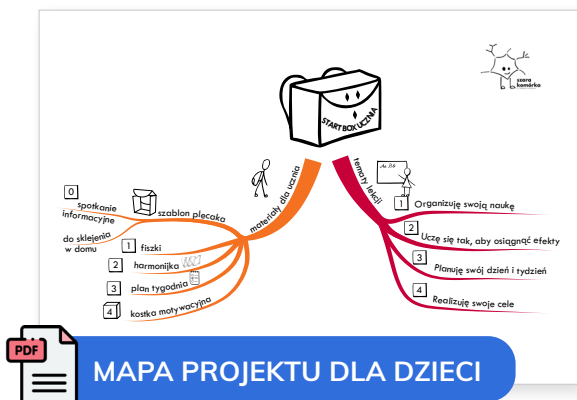 szara
komórka
START BOX UCZNIA
materiały dla ucznia
0
spotkanie
informacyjne
szablon plecaka
do sklejenia
w domu
1 fiszki
2 harmonijka
3 plan tygodnia
4 kostka motywacyjna
tematy lekcji
1 Organizuję swoją naukę
2 Uczę się tak, aby osiągnąć efekty
3 Planuję swój dzień i tydzień
4 Realizuję swoje cele
PDF
MAPA PROJEKTU DLA DZIECI